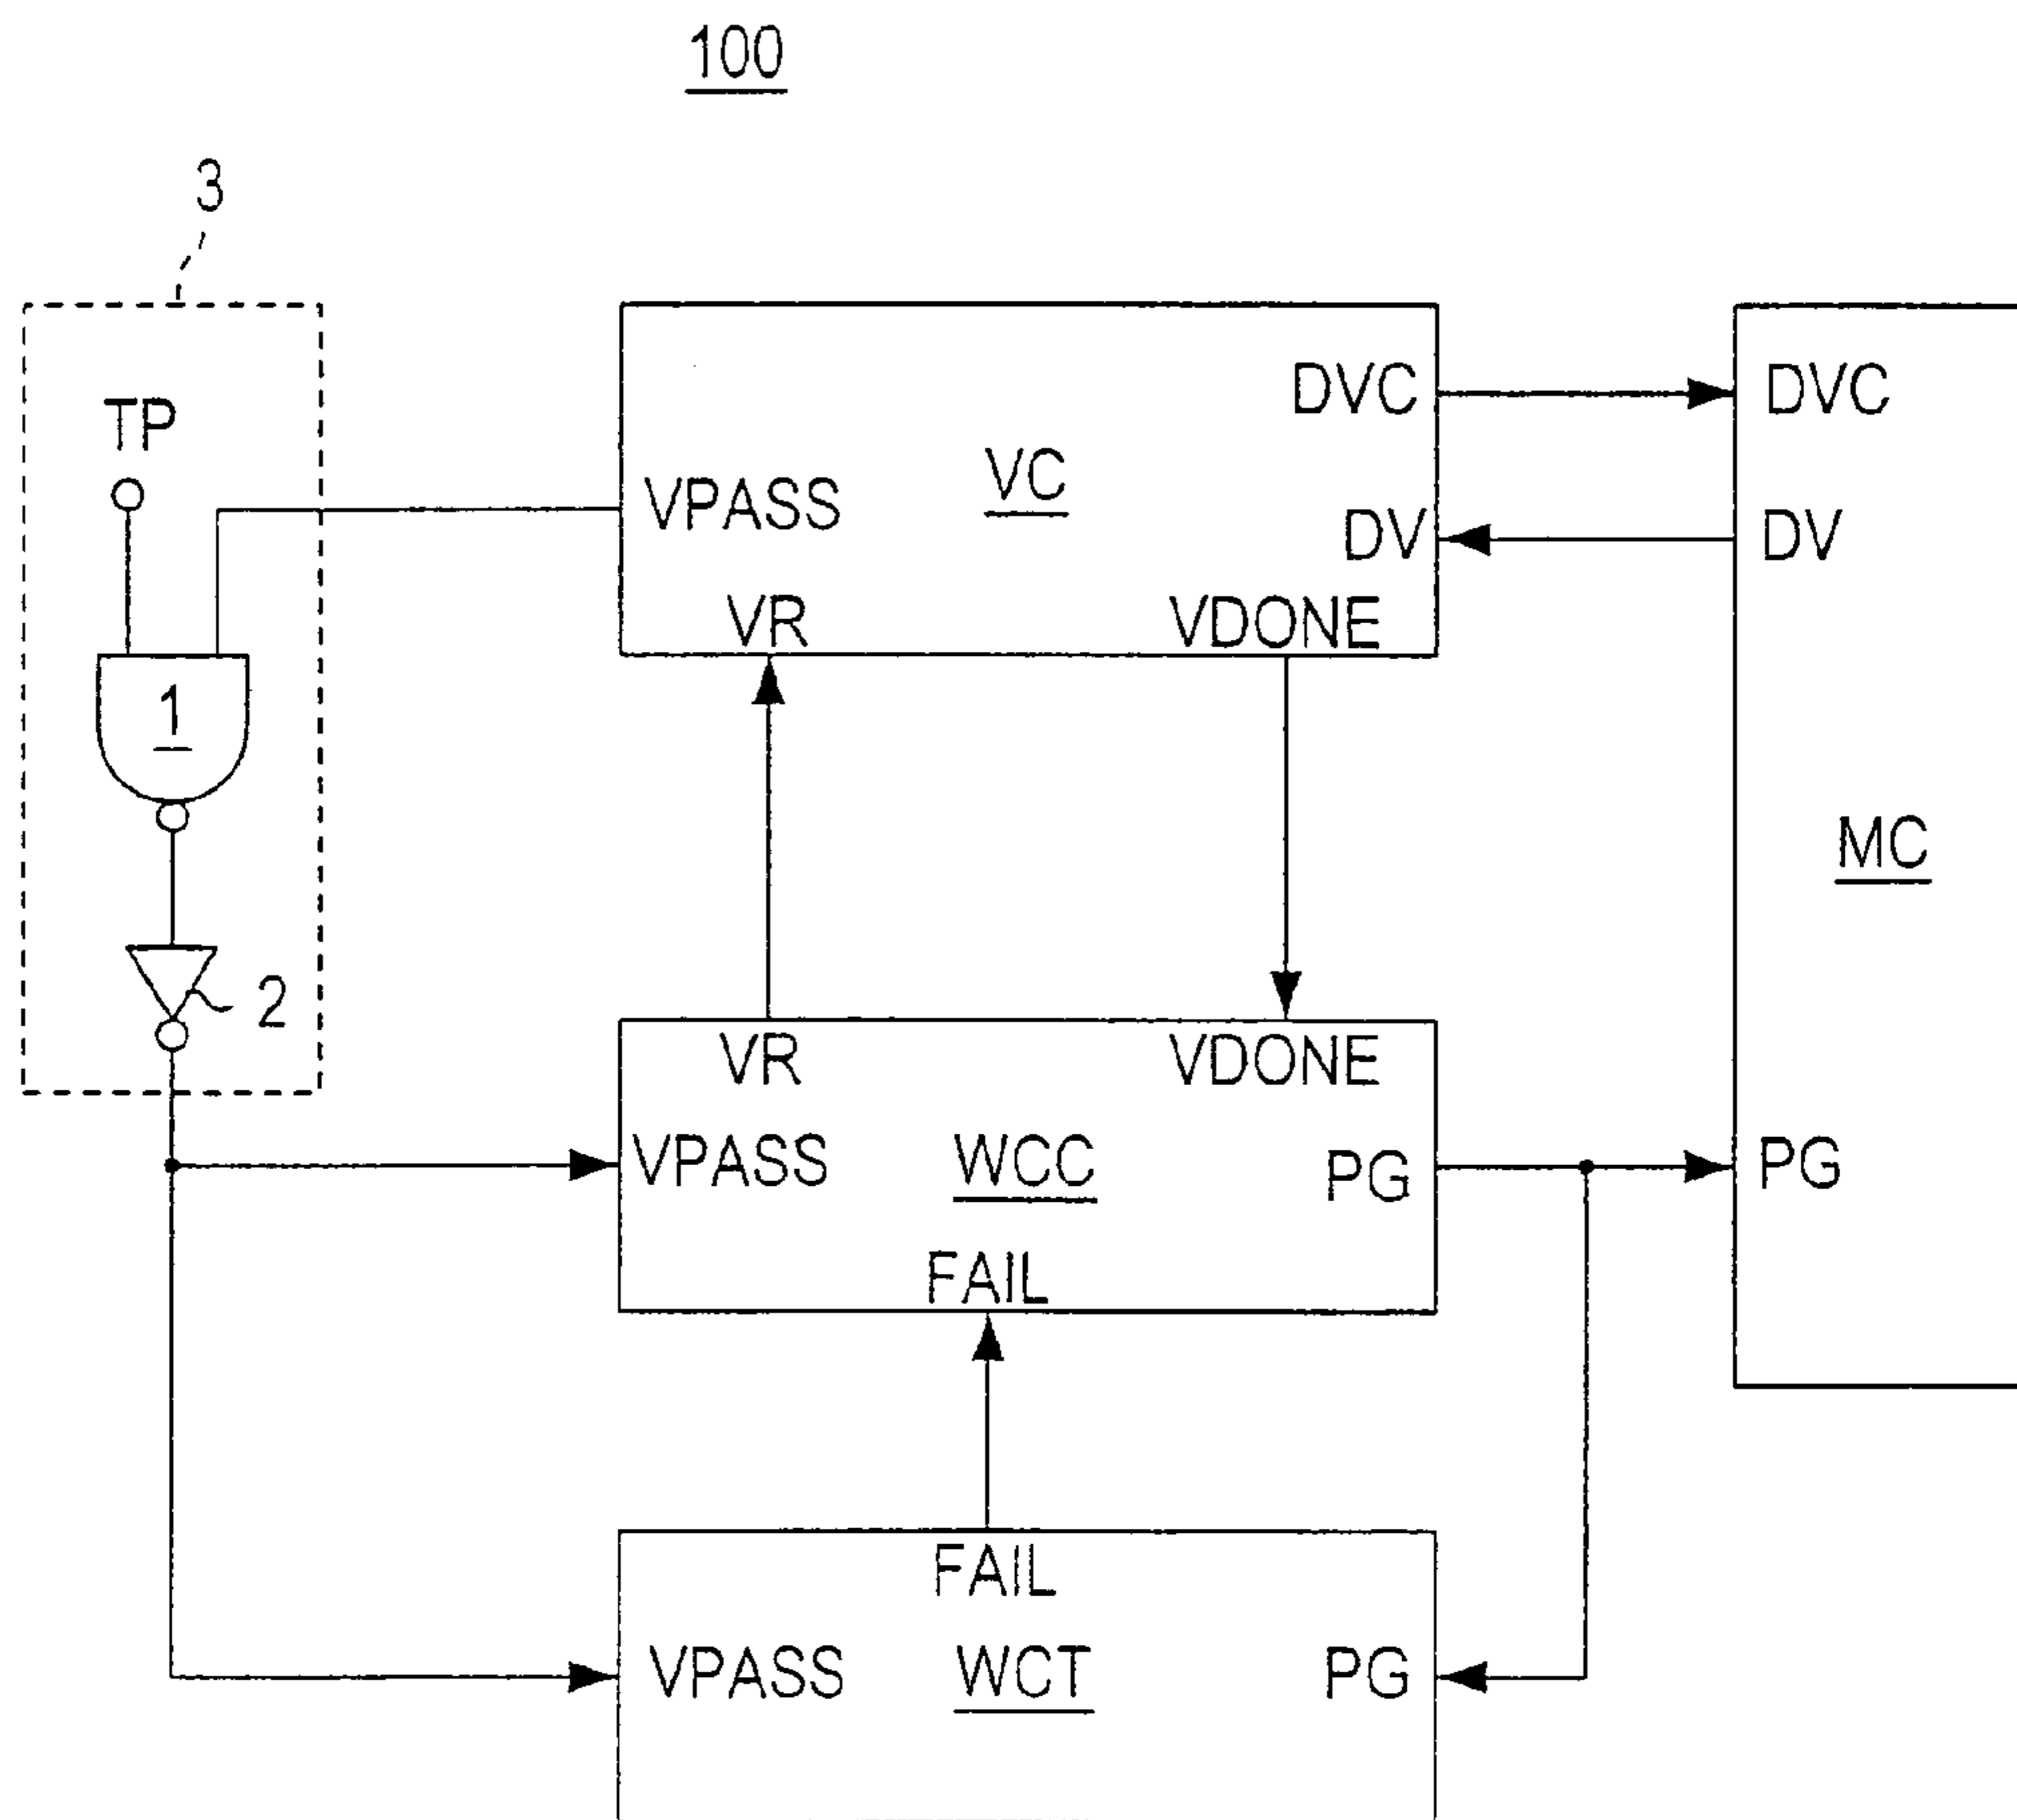 100
3
TP
DVC
DVC
VPASS
VC
DV
DV
VR
VDONE
1
MC
2
VR
VDONE
VPASS
WCC
PG
PG
FAIL
FAIL
VPASS
WCT
PG